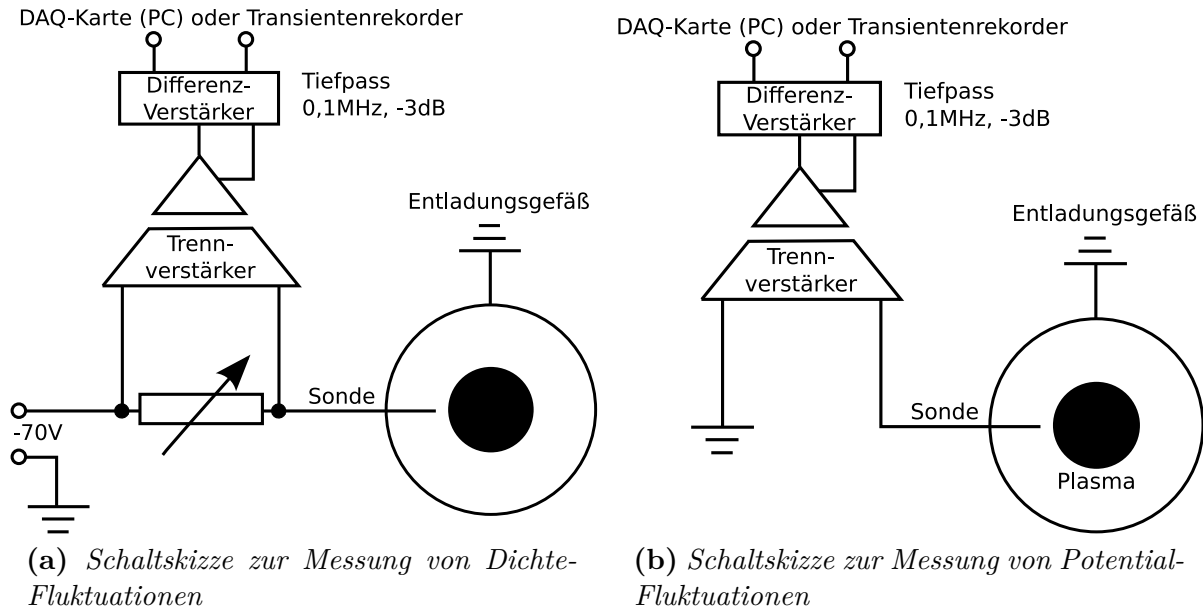 DAQ-Karte (PC) oder Transientenrekorder
Differenz-
Verstärker
Tiefpass
0,1MHz, -3dB
Entladungsgefäß
Trenn-
verstärker
Sonde
-70V
(a) Schaltskizze zur Messung von Dichte-
Fluktuationen
DAQ-Karte (PC) oder Transientenrekorder
Differenz-
Verstärker
Tiefpass
0,1MHz, -3dB
Entladungsgefäß
Trenn-
verstärker
Sonde
Plasma
(b) Schaltskizze zur Messung von Potential-
Fluktuationen